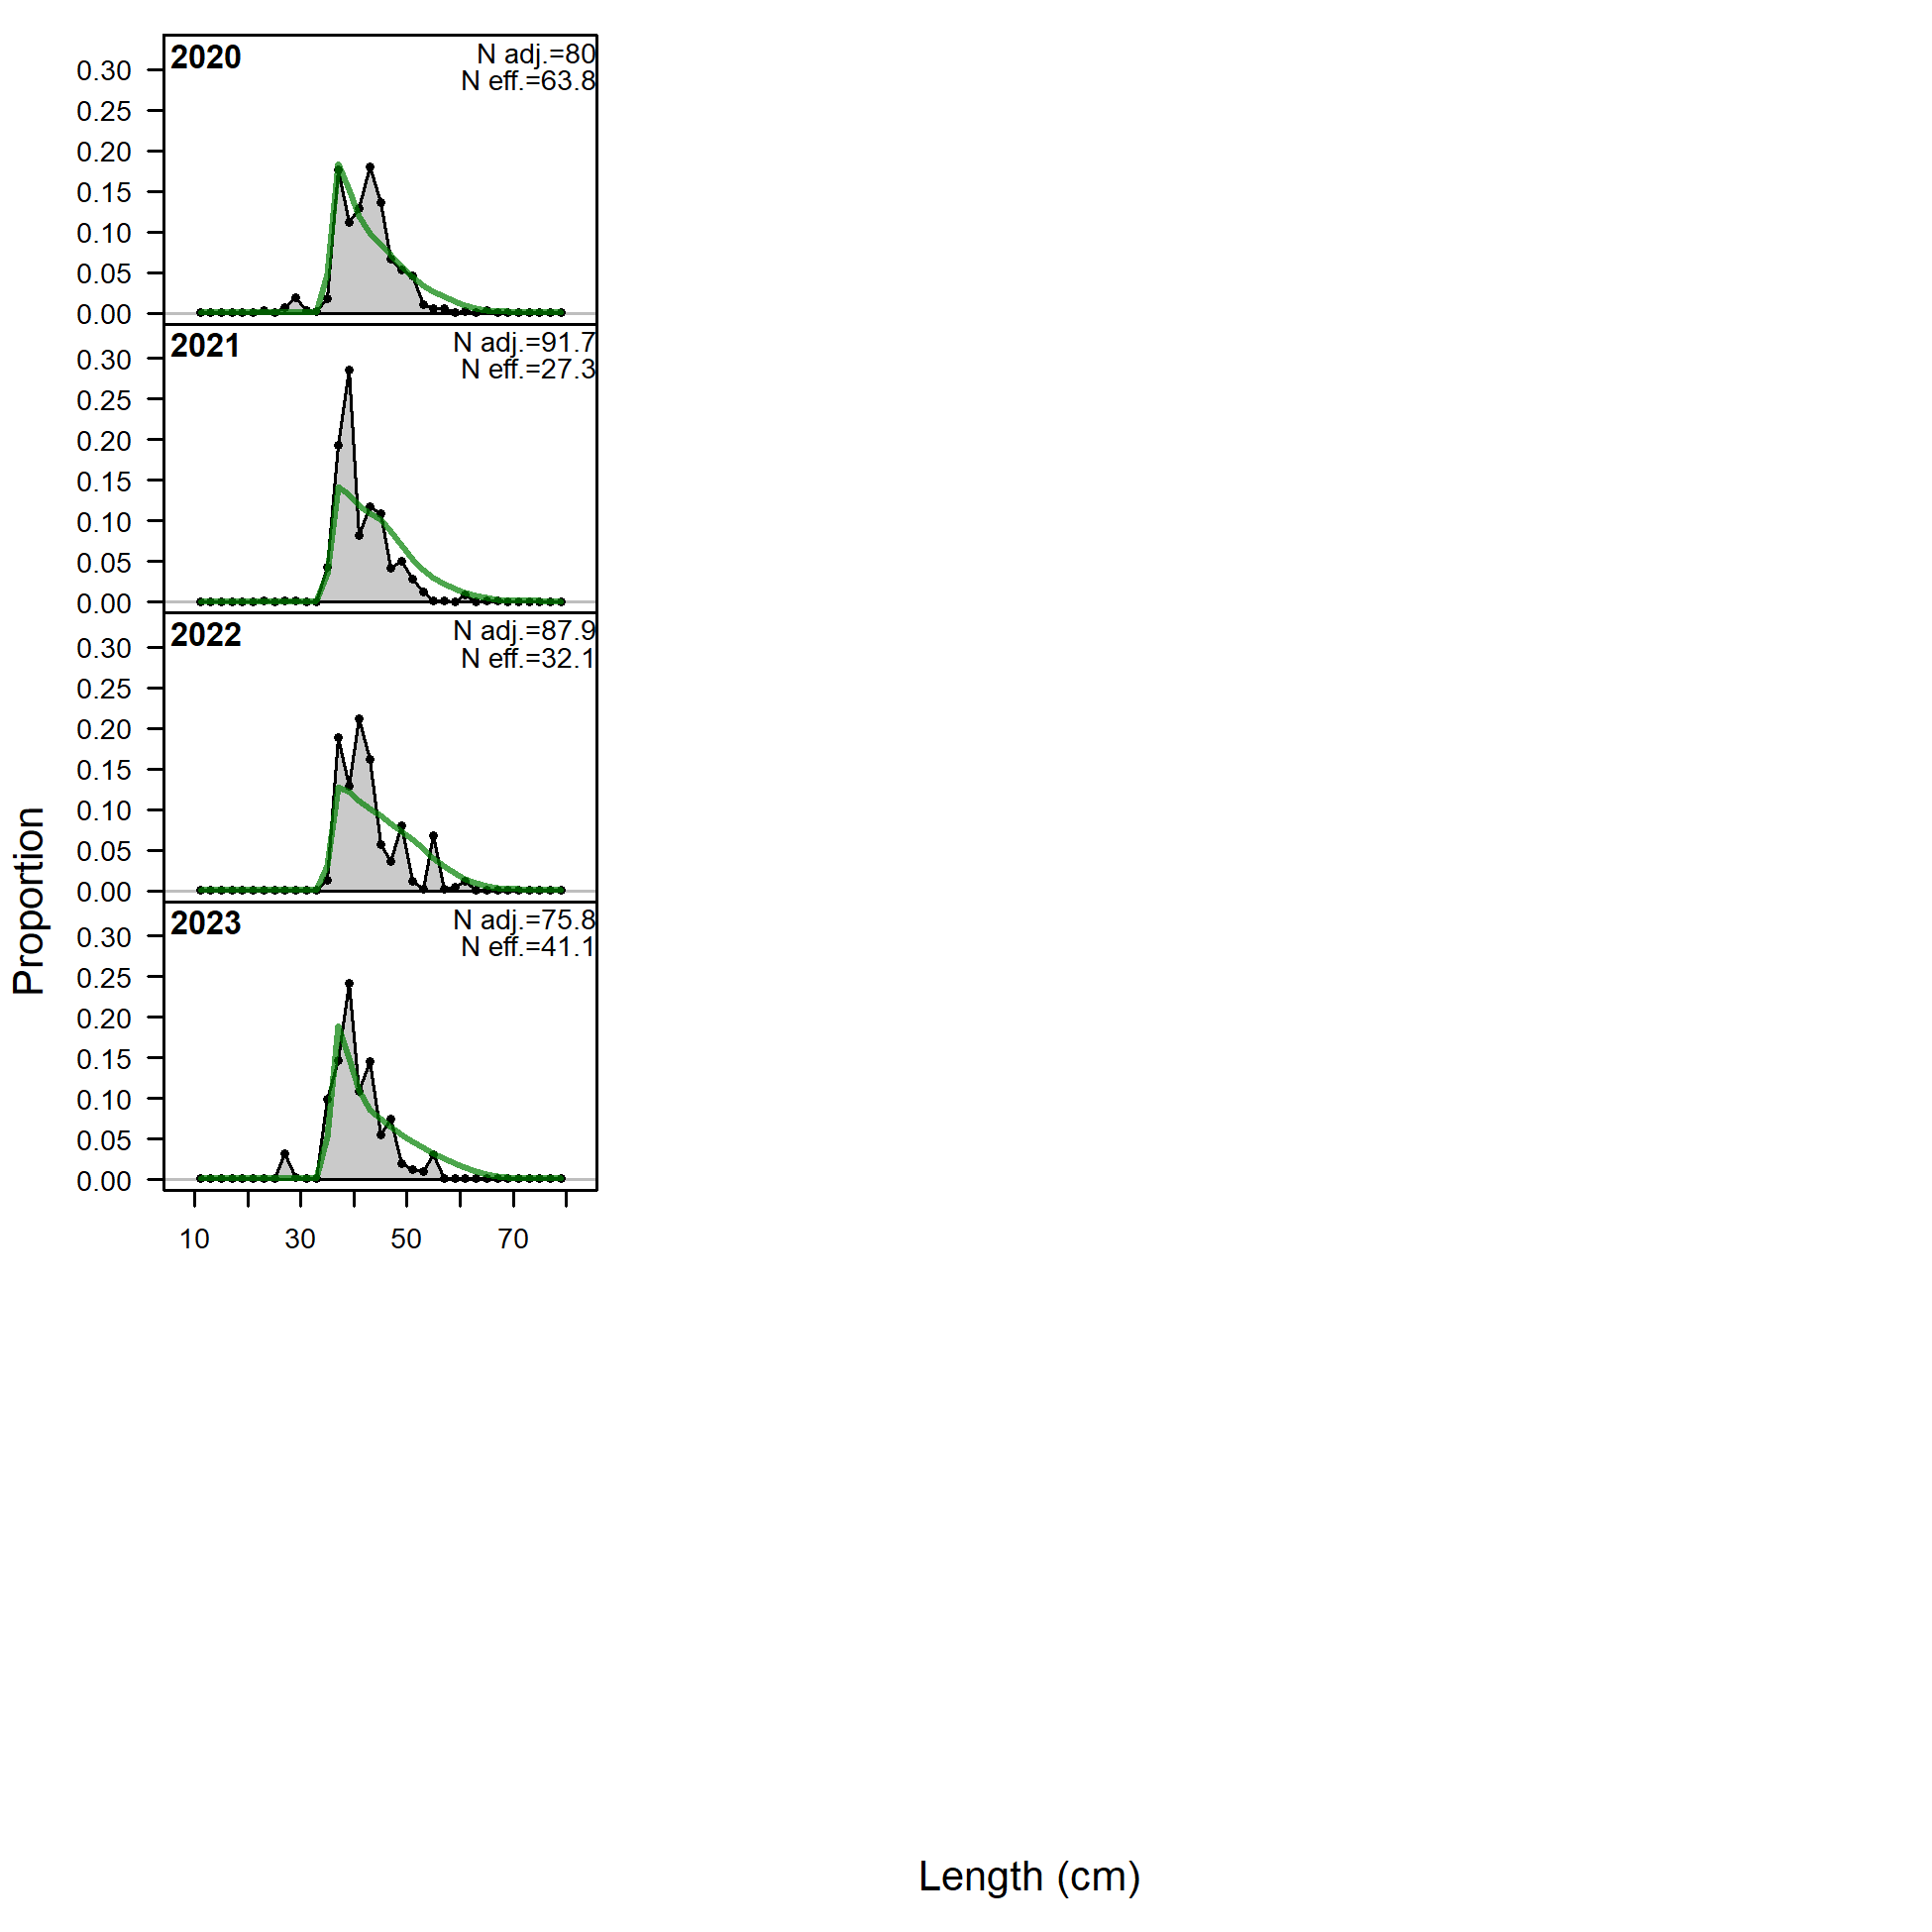 2020
N adj.=80
N eff.=63.8
0.30
0.25
0.20
0.15
0.10
0.05
0.00
2021
N adj.=91.7
N eff.=27.3
0.30
0.25
0.20
0.15
0.10
0.05
0.00
2022
N adj.=87.9
N eff.=32.1
0.30
0.25
0.20
0.15
0.10
0.05
0.00
2023
N adj.=75.8
N eff.=41.1
0.30
0.25
0.20
0.15
0.10
0.05
0.00
10 30 50 70
Proportion
Length (cm)